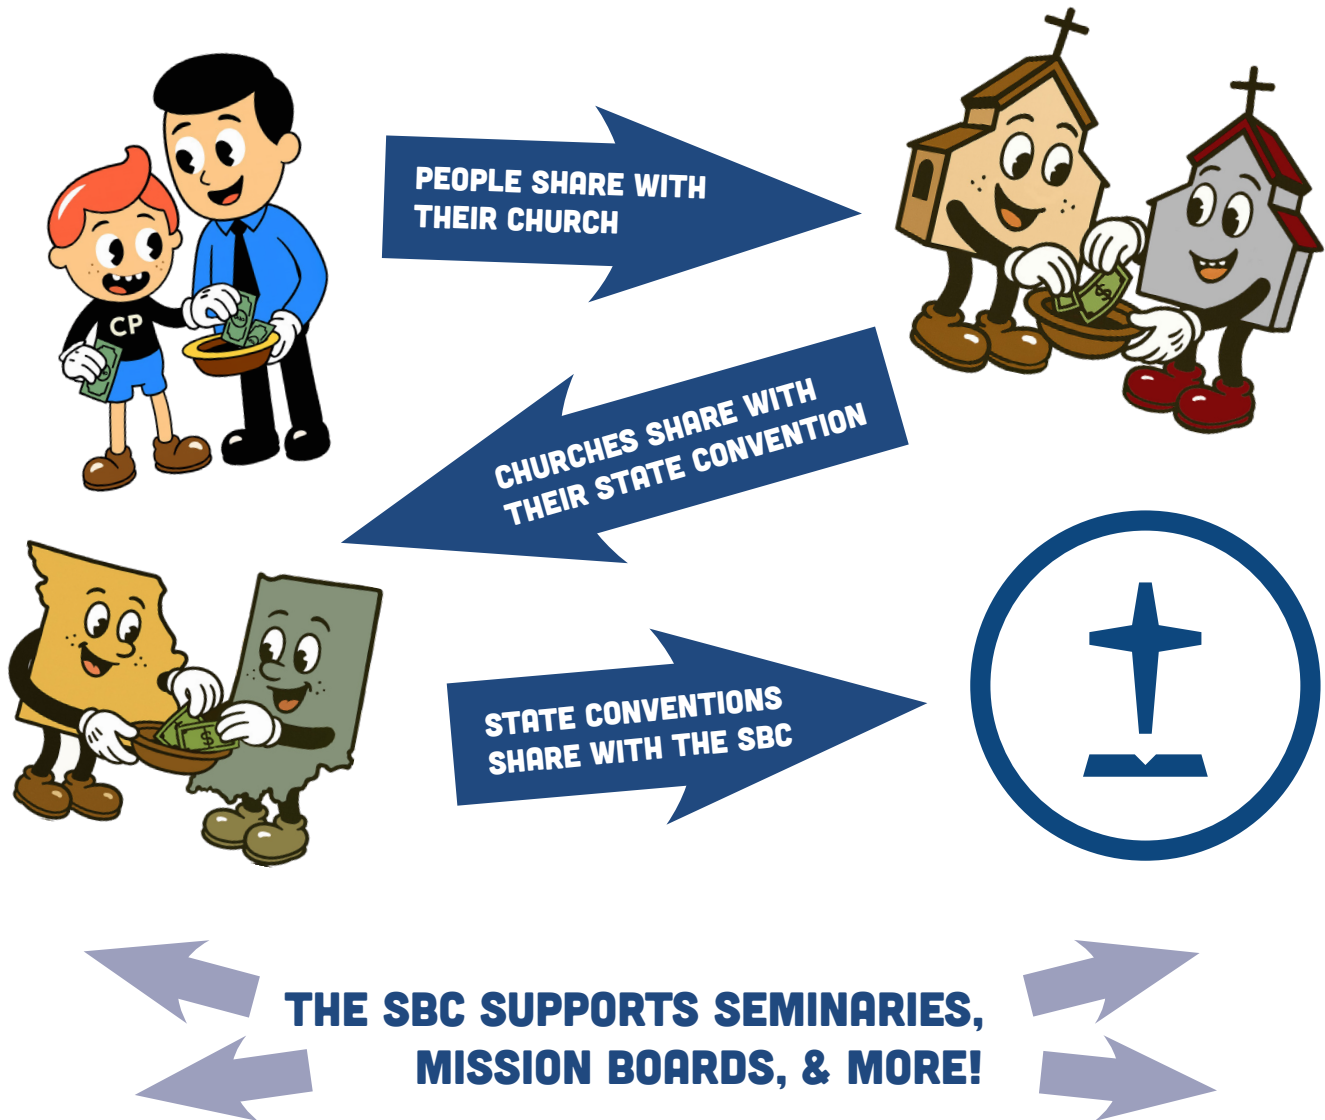 PEOPLE SHARE WITH
THEIR CHURCH
CP
CHURCHES SHARE WITH
THEIR STATE CONVENTION
STATE CONVENTIONS
SHARE WITH THE SBC
THE SBC SUPPORTS SEMINARIES,
MISSION BOARDS, & MORE!